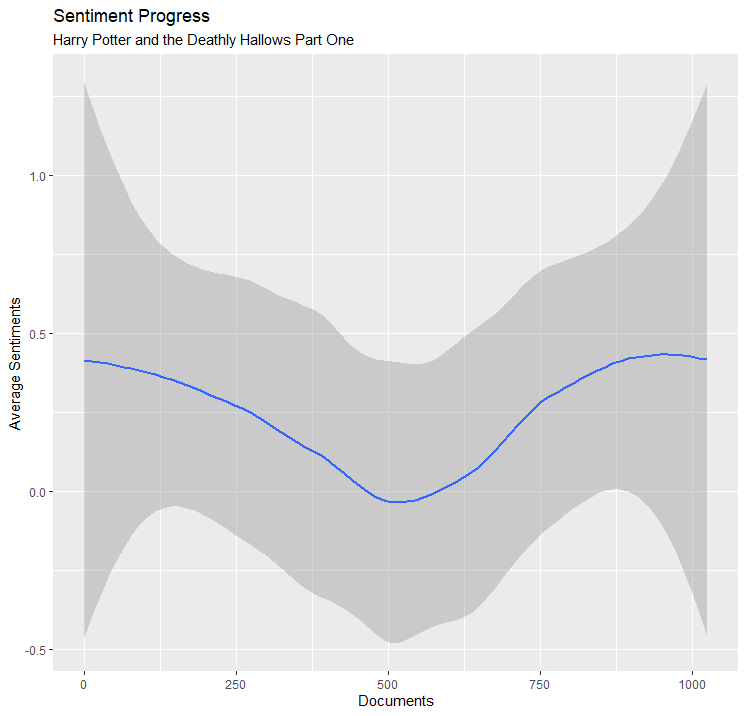 Sentiment Progress
Harry Potter and the Deathly Hallows Part One
Average Sentiments
1.0
0.5
0.0
-0.5
0 250 500 750 1000
Documents